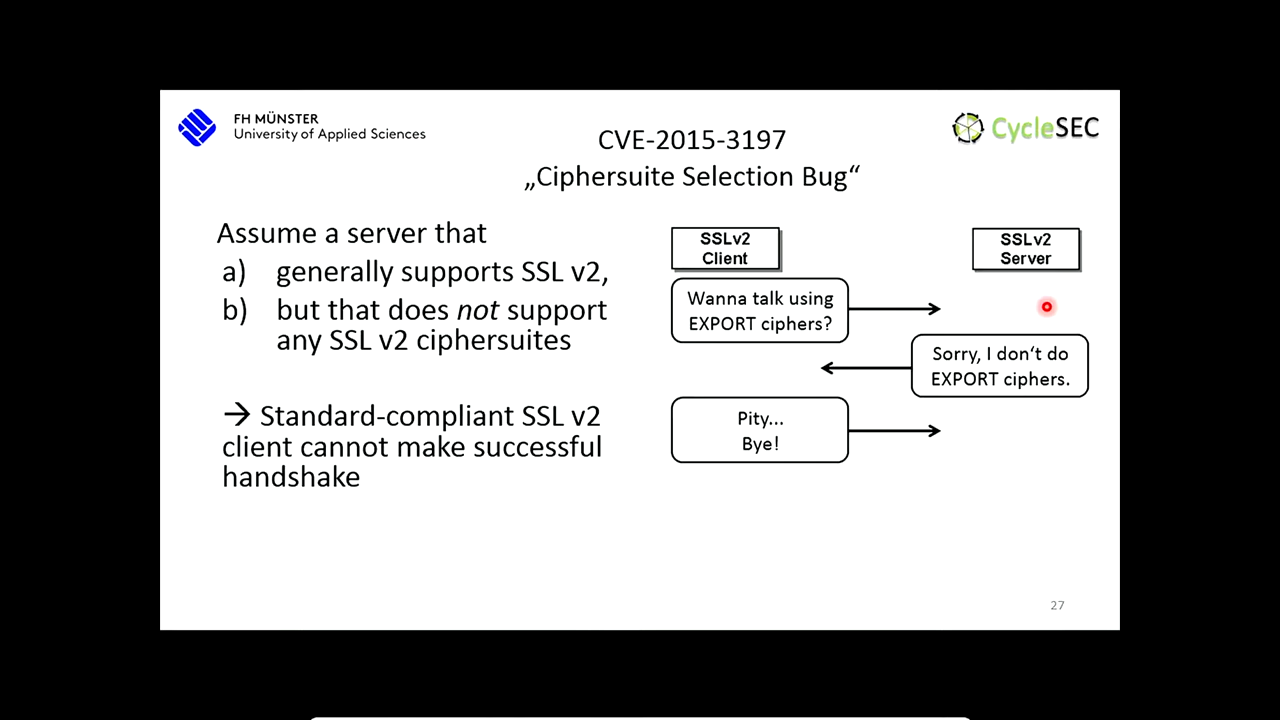 FH MÜNSTER
University of Applied Sciences
CycleSEC
CVE-2015-3197
„Ciphersuite Selection Bug“
Assume a server that
a) generally supports SSL v2,
b) but that does not support
any SSL v2 ciphersuites
→ Standard-compliant SSL v2
client cannot make successful
handshake
SSLv2
Client
SSLv2
Server
Wanna talk using
EXPORT ciphers?
Sorry, I don‘t do
EXPORT ciphers.
Pity...
Bye!
27